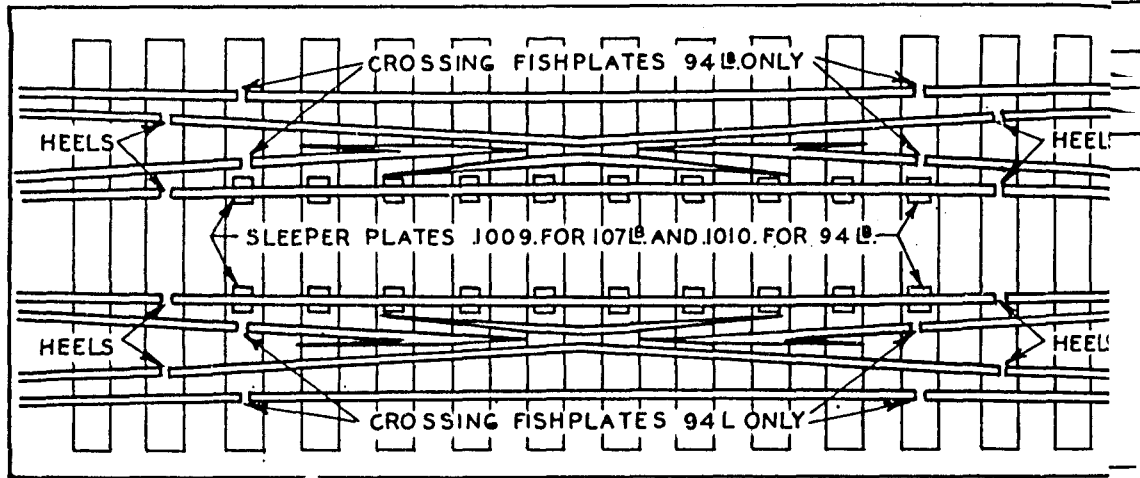 CROSSING FISHPLATES 94LB. ONLY
HEELS
HEELS
SLEEPER PLATES .1009. FOR 107LB. AND .1010. FOR 94LB.
HEELS
HEELS
CROSSING FISHPLATES 94 L ONLY